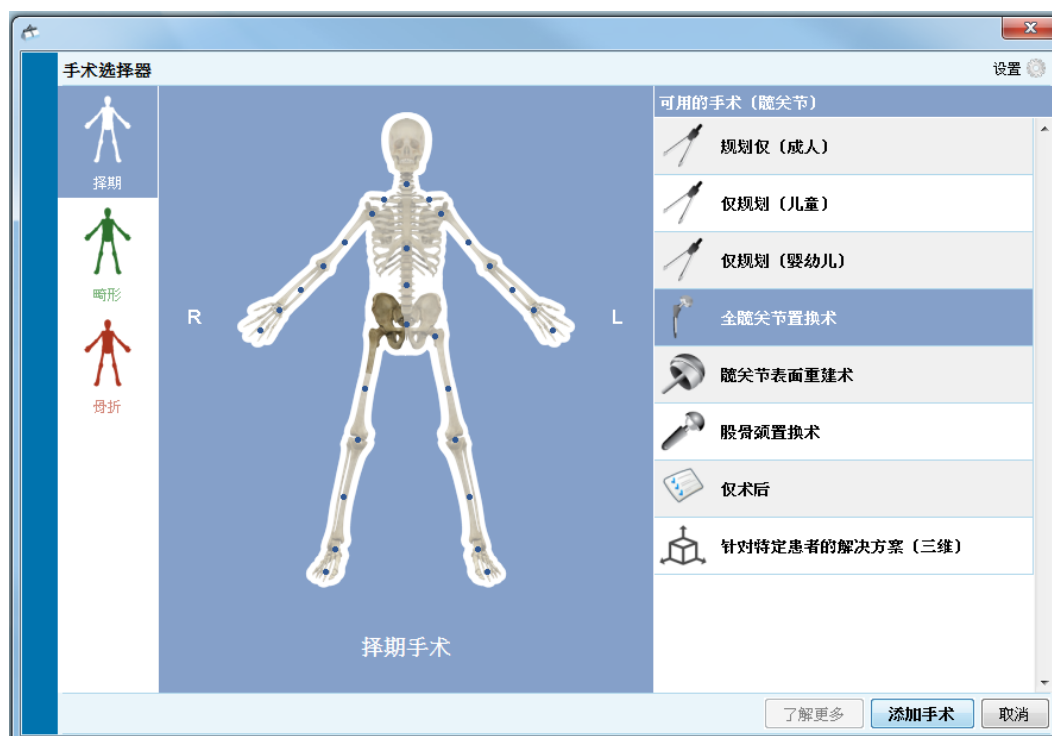 手术选择器
设置
择期
畸形
骨折
R
L
择期手术
可用的手术（髋关节）
规划仅（成人）
仅规划（儿童）
仅规划（婴幼儿）
全髋关节置换术
髋关节表面重建术
股骨颈置换术
仅术后
针对特定患者的解决方案（三维）
了解更多
添加手术
取消